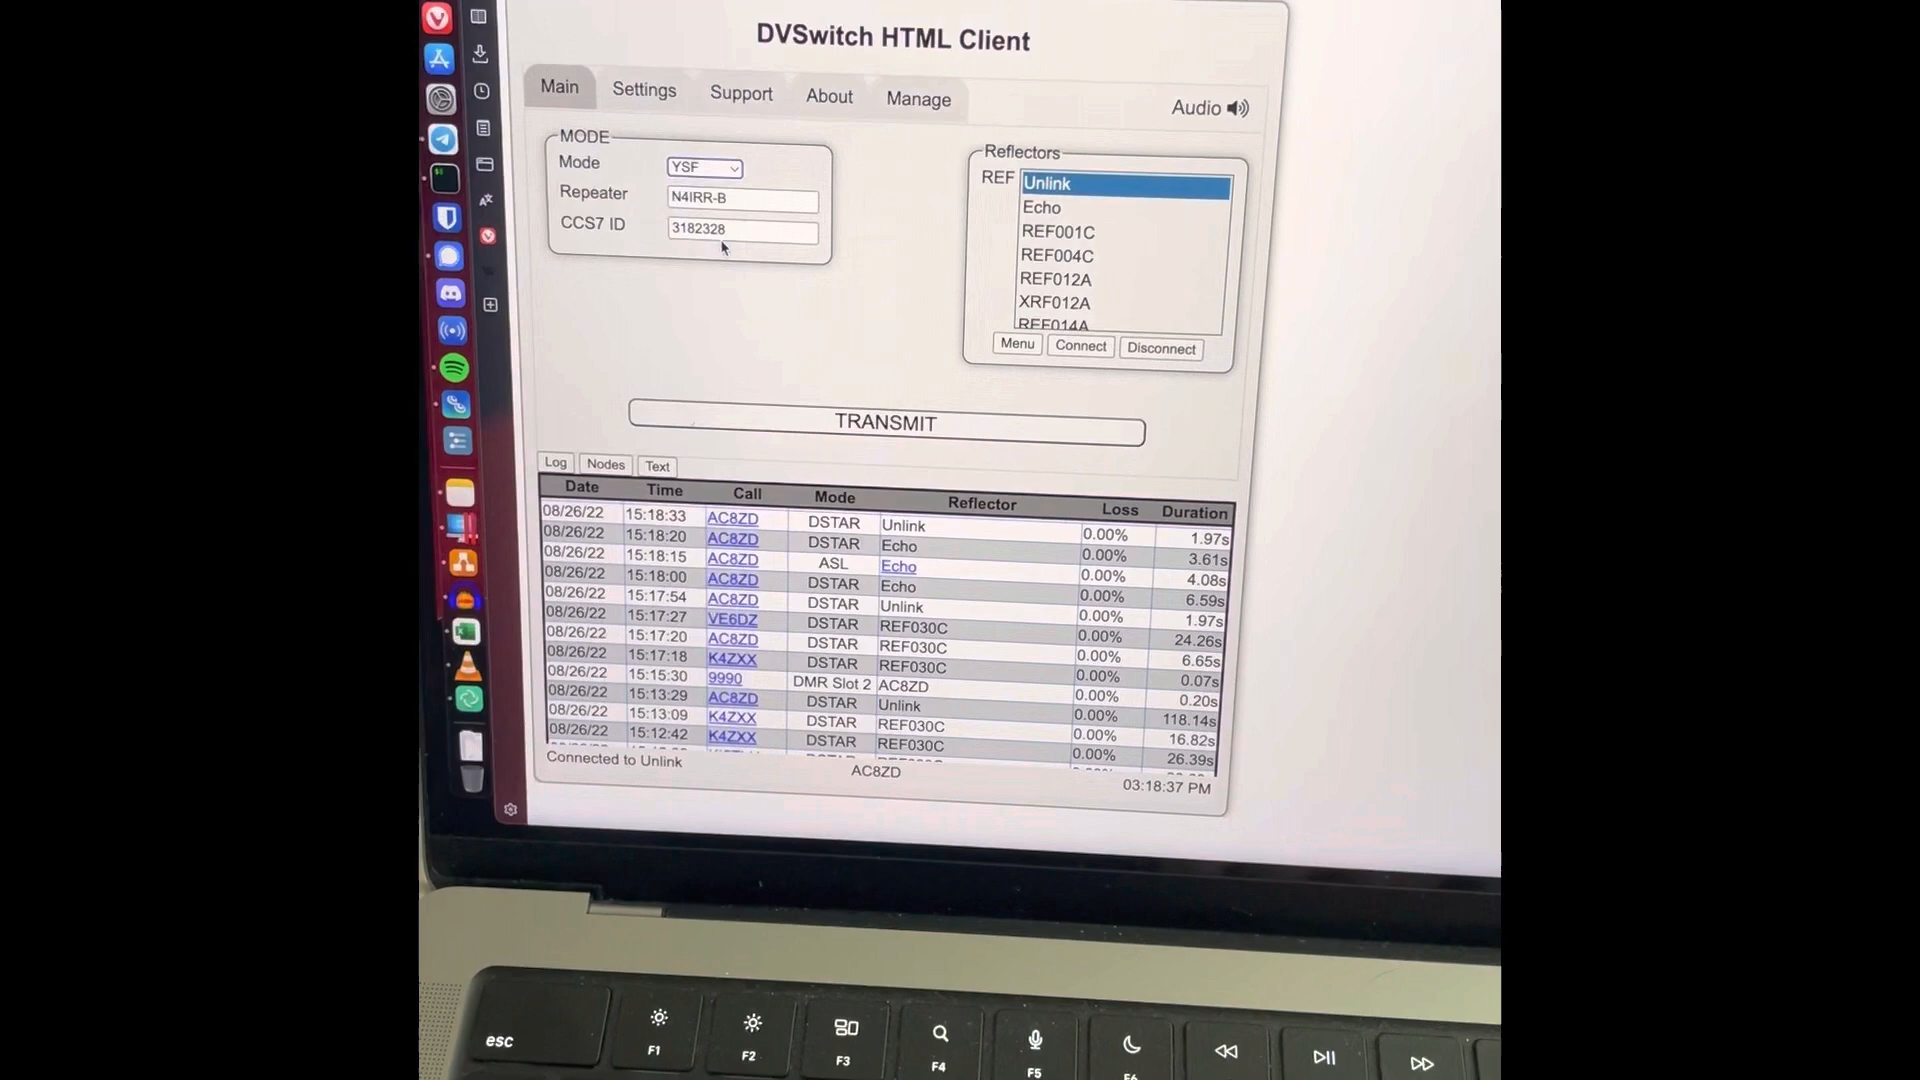 DVSwitch HTML Client
Main Settings Support About Manage Audio
MODE
Mode YSF
Repeater N4IRR-B
CCS7 ID 3182328
Reflectors
REF Unlink
Echo
REF001C
REF004C
REF012A
XRF012A
REF014A
Menu Connect Disconnect
TRANSMIT
Log Nodes Text
Date Time Call Mode Reflector Loss Duration
08/26/22 15:18:33 AC8ZD DSTAR Unlink 0.00% 1.97s
08/26/22 15:18:20 AC8ZD DSTAR Echo 0.00% 3.61s
08/26/22 15:18:15 AC8ZD ASL Echo 0.00% 4.08s
08/26/22 15:18:00 AC8ZD DSTAR Echo 0.00% 6.59s
08/26/22 15:17:54 AC8ZD DSTAR Unlink 0.00% 1.97s
08/26/22 15:17:27 VE6DZ DSTAR REF030C 0.00% 24.26s
08/26/22 15:17:20 AC8ZD DSTAR REF030C 0.00% 6.65s
08/26/22 15:17:18 K4ZXX DSTAR REF030C 0.00% 0.07s
08/26/22 15:15:30 9990 DMR Slot 2 AC8ZD 0.00% 0.20s
08/26/22 15:13:29 AC8ZD DSTAR Unlink 0.00% 118.14s
08/26/22 15:13:09 K4ZXX DSTAR REF030C 0.00% 16.82s
08/26/22 15:12:42 K4ZXX DSTAR REF030C 0.00% 26.39s
Connected to Unlink AC8ZD 03:18:37 PM
esc F1 F2 F3 F4 F5 F6